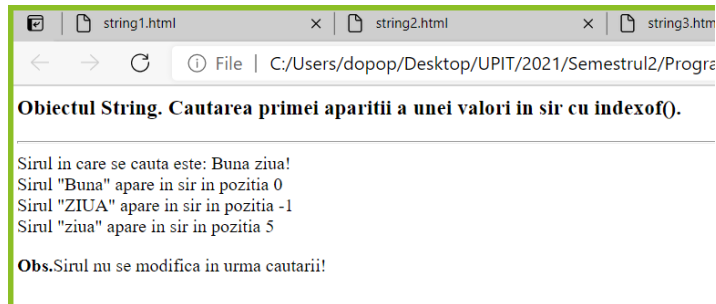 string1.html
string2.html
string3.htm
File
C:/Users/dopop/Desktop/UPIT/2021/Semestrul2/Progra
Obiectul String. Cautarea primei aparitii a unei valori in sir cu indexof().
Sirul in care se cauta este: Buna ziua!
Sirul "Buna" apare in sir in pozitia 0
Sirul "ZIUA" apare in sir in pozitia -1
Sirul "ziua" apare in sir in pozitia 5
Obs.Sirul nu se modifica in urma cautarii!